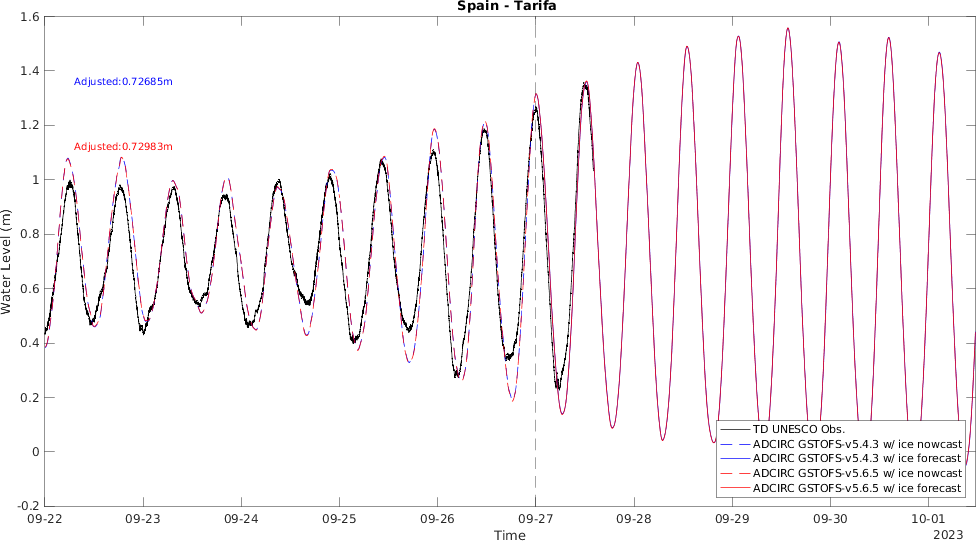 Spain - Tarifa
1.6
1.4
1.2
1
0.8
0.6
0.4
0.2
0
-0.2
Water Level (m)
Adjusted:0.72685m
Adjusted:0.72983m
TD UNESCO Obs.
ADCIRC GSTOFS-v5.4.3 w/ ice nowcast
ADCIRC GSTOFS-v5.4.3 w/ ice forecast
ADCIRC GSTOFS-v5.6.5 w/ ice nowcast
ADCIRC GSTOFS-v5.6.5 w/ ice forecast
09-22 09-23 09-24 09-25 09-26 09-27 09-28 09-29 09-30 10-01
Time
2023